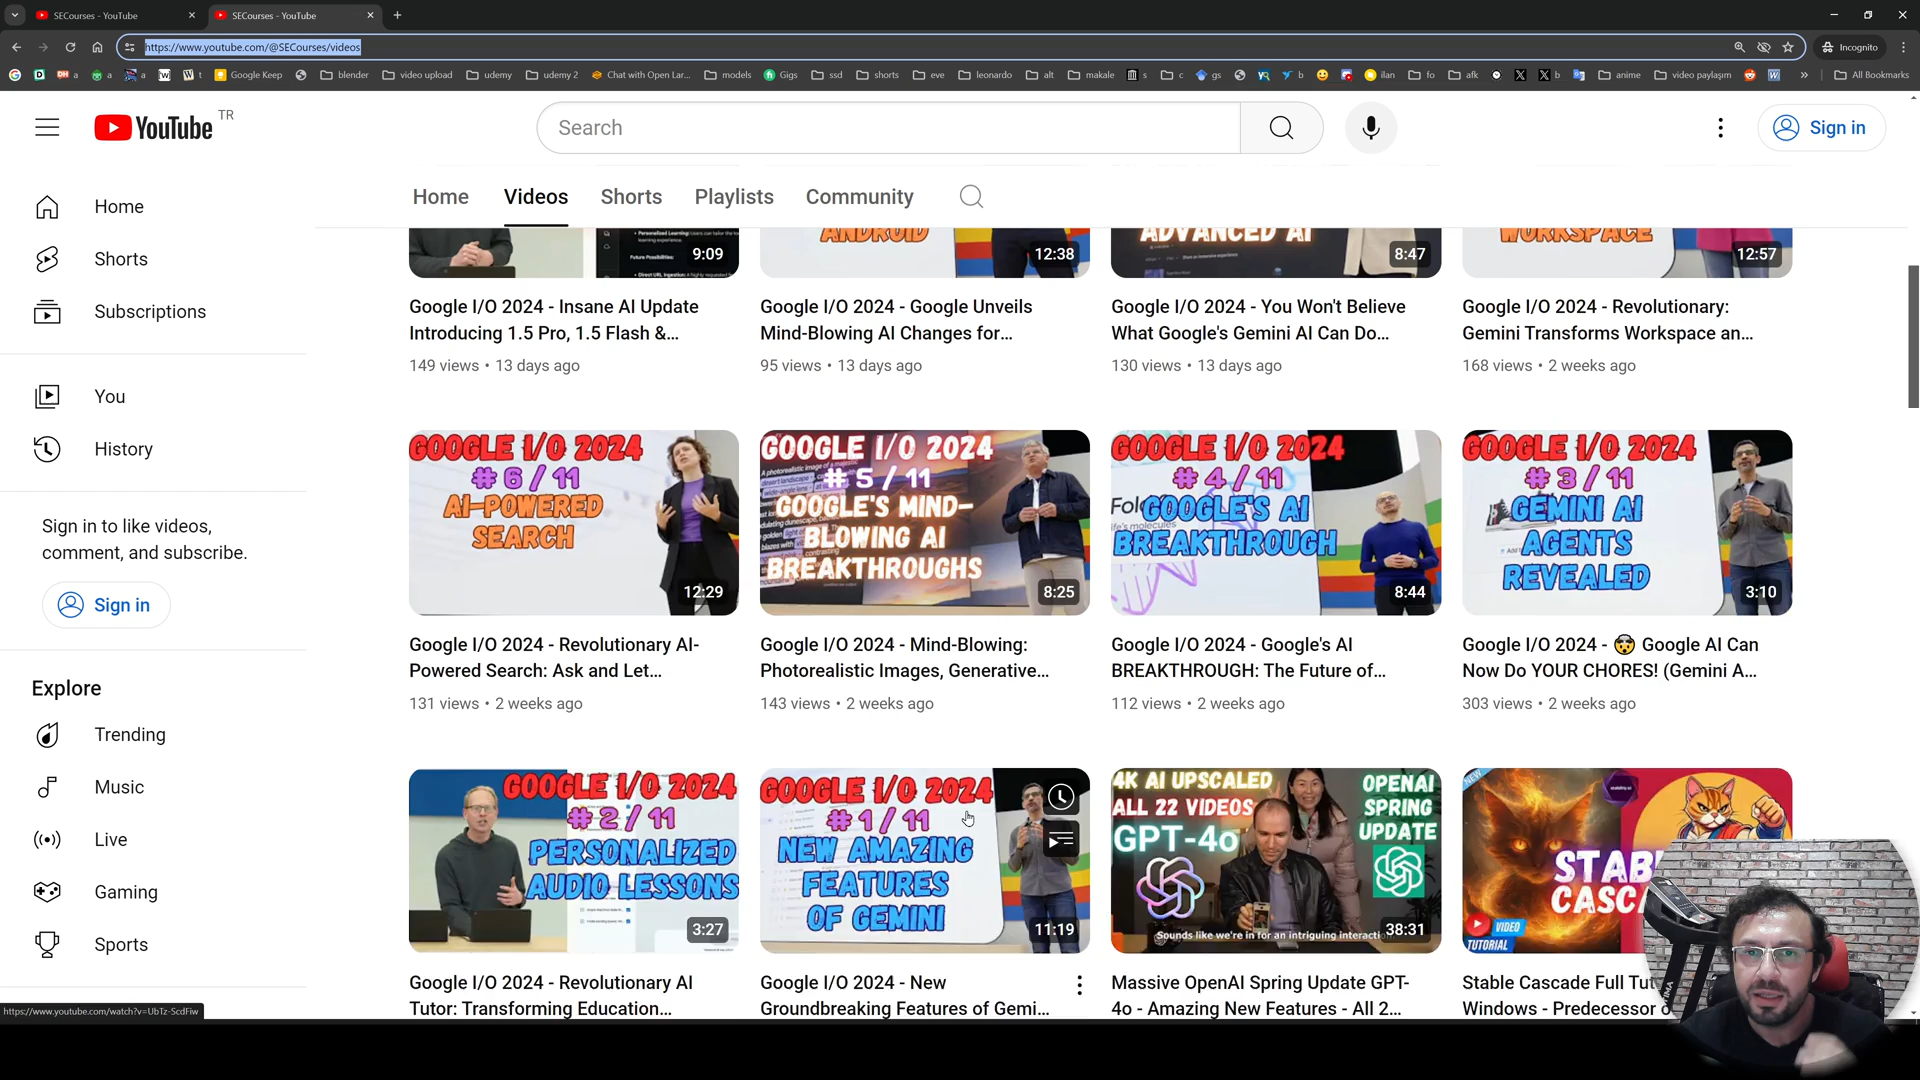 SECourses - YouTube
SECourses - YouTube
https://www.youtube.com/@SECourses/videos
Incognito
a
a
a
t
Google Keep
blender
video upload
udemy
udemy 2
Chat with Open Lar...
models
Gigs
ssd
shorts
eve
leonardo
alt
makale
s
c
gs
b
ilan
fo
afk
b
anime
video paylaşım
All Bookmarks
YouTube TR
Search
Sign in
Home
Videos
Shorts
Playlists
Community
Home
Shorts
Subscriptions
You
History
Sign in to like videos,
comment, and subscribe.
Sign in
Explore
Trending
Music
Live
Gaming
Sports
9:09
Google I/O 2024 - Insane AI Update
Introducing 1.5 Pro, 1.5 Flash &...
149 views • 13 days ago
ANDROID
12:38
Google I/O 2024 - Google Unveils
Mind-Blowing AI Changes for...
95 views • 13 days ago
ADVANCED AI
8:47
Google I/O 2024 - You Won't Believe
What Google's Gemini AI Can Do...
130 views • 13 days ago
WORKSPACE
12:57
Google I/O 2024 - Revolutionary:
Gemini Transforms Workspace an...
168 views • 2 weeks ago
GOOGLE I/O 2024
# 6 / 11
AI-POWERED
SEARCH
12:29
Google I/O 2024 - Revolutionary AI-
Powered Search: Ask and Let...
131 views • 2 weeks ago
GOOGLE I/O 2024
# 5 / 11
GOOGLE'S MIND-
BLOWING AI
BREAKTHROUGHS
8:25
Google I/O 2024 - Mind-Blowing:
Photorealistic Images, Generative...
143 views • 2 weeks ago
GOOGLE I/O 2024
# 4 / 11
GOOGLE'S AI
BREAKTHROUGH
8:44
Google I/O 2024 - Google's AI
BREAKTHROUGH: The Future of...
112 views • 2 weeks ago
GOOGLE I/O 2024
# 3 / 11
GEMINI AI
AGENTS
REVEALED
3:10
Google I/O 2024 - 🤯 Google AI Can
Now Do YOUR CHORES! (Gemini A...
303 views • 2 weeks ago
GOOGLE I/O 2024
# 2 / 11
PERSONALIZED
AUDIO LESSONS
3:27
Google I/O 2024 - Revolutionary AI
Tutor: Transforming Education...
GOOGLE I/O 2024
# 1 / 11
NEW AMAZING
FEATURES
OF GEMINI
11:19
Google I/O 2024 - New
Groundbreaking Features of Gemi...
4K AI UPSCALED
ALL 22 VIDEOS
GPT-4o
OPENAI
SPRING
UPDATE
Sounds like we're in for an intriguing interacti
38:31
Massive OpenAI Spring Update GPT-
4o - Amazing New Features - All 2...
NEW
STAB
CASC
VIDEO
TUTORIAL
Stable Cascade Full Tut
Windows - Predecessor o
https://www.youtube.com/watch?v=UbTz-ScdFiw